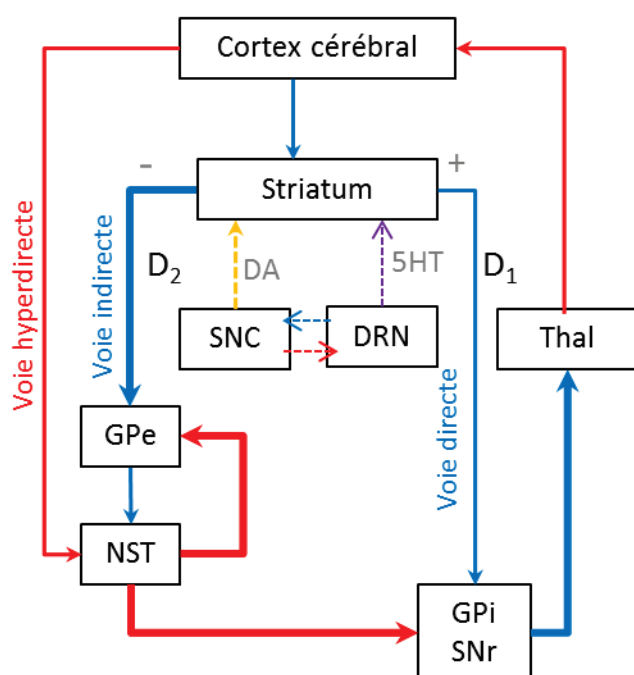 Cortex cérébral
-
+
Striatum
Voie hyperdirecte
Voie indirecte
D2
DA
5HT
D1
SNC
DRN
Thal
Voie directe
GPe
NST
GPi
SNr